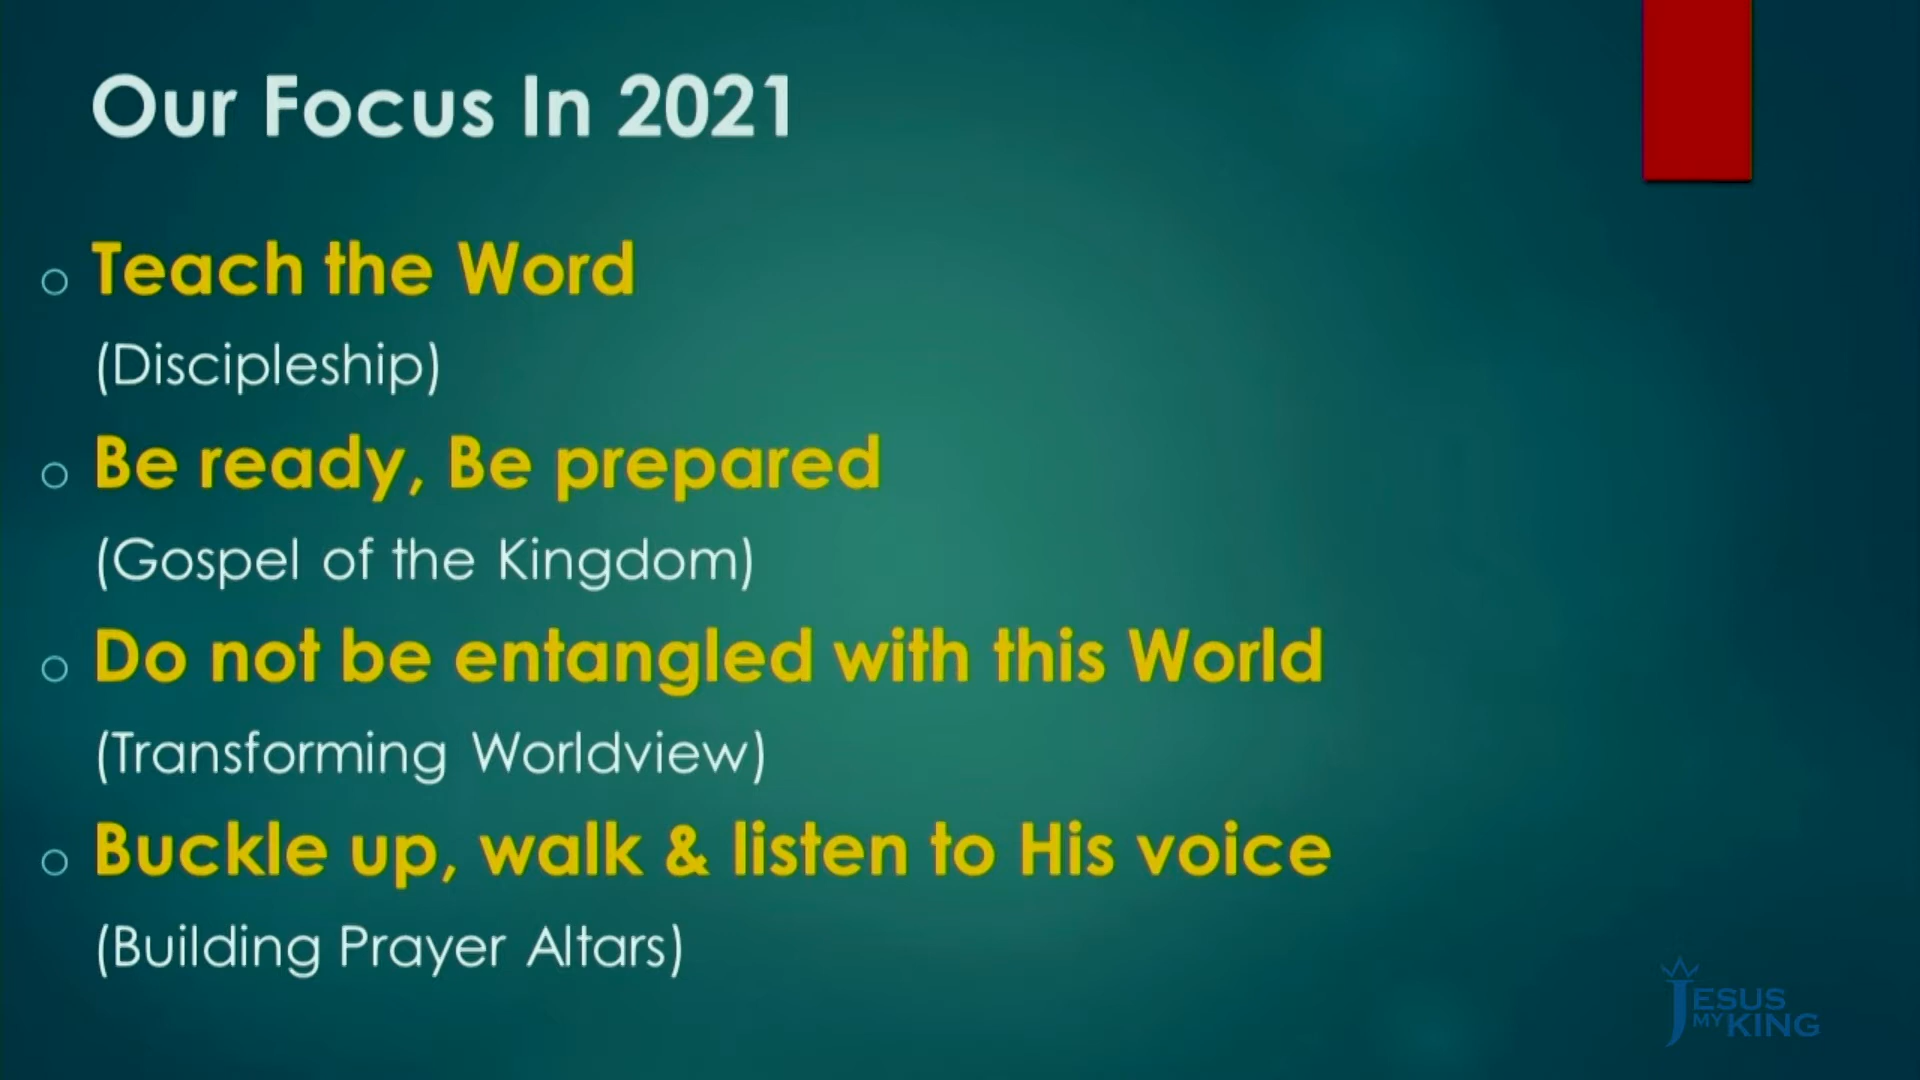 Our Focus In 2021
Teach the Word
(Discipleship)
Be ready, Be prepared
(Gospel of the Kingdom)
Do not be entangled with this World
(Transforming Worldview)
Buckle up, walk & listen to His voice
(Building Prayer Altars)
JESUS
MY KING